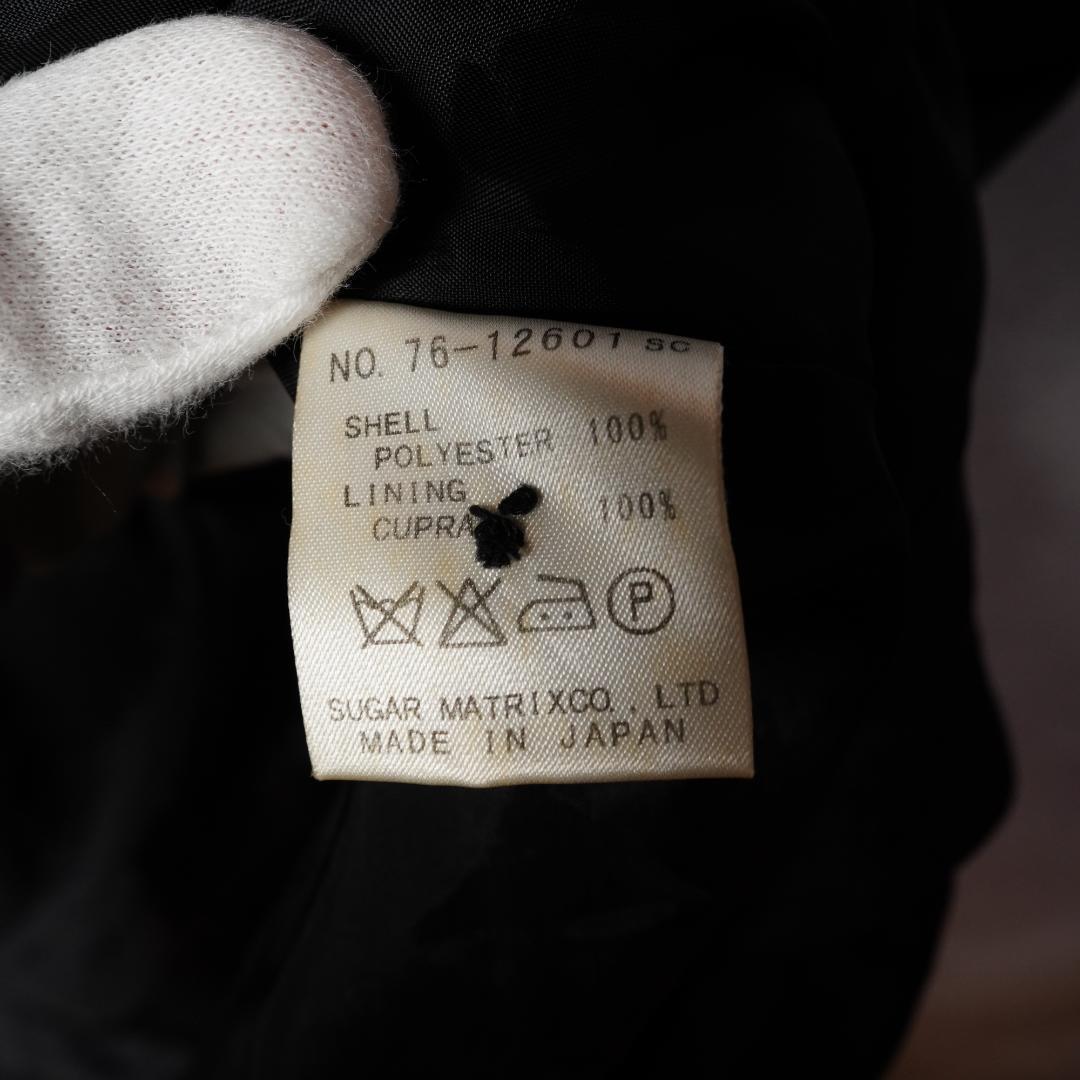 NO. 76-12601 SC
SHELL
POLYESTER 100%
LINING
CUPRA 100%
P
SUGAR MATRIXCO., LTD
MADE IN JAPAN